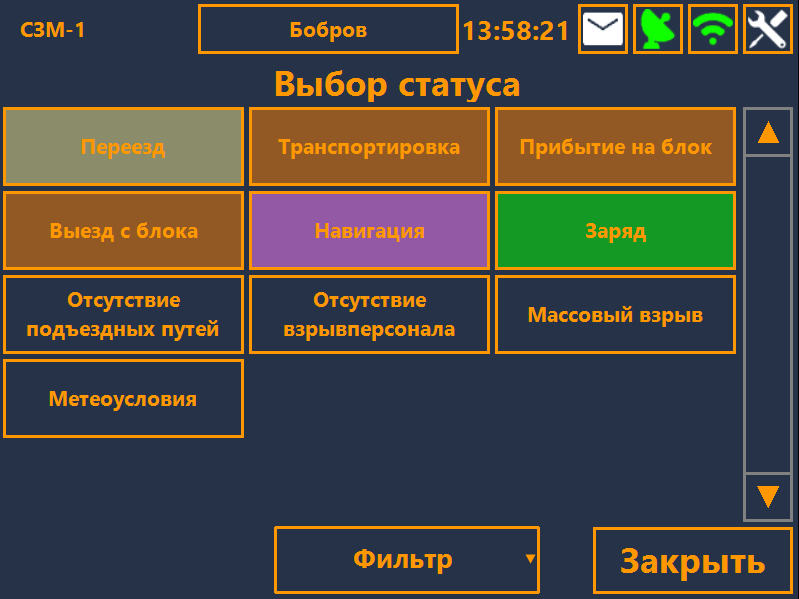 СЗМ-1
Бобров
13:58:21
Выбор статуса
Переезд
Транспортировка
Прибытие на блок
Выезд с блока
Навигация
Заряд
Отсутствие
подъездных путей
Отсутствие
взрывперсонала
Массовый взрыв
Метеоусловия
Фильтр
Закрыть